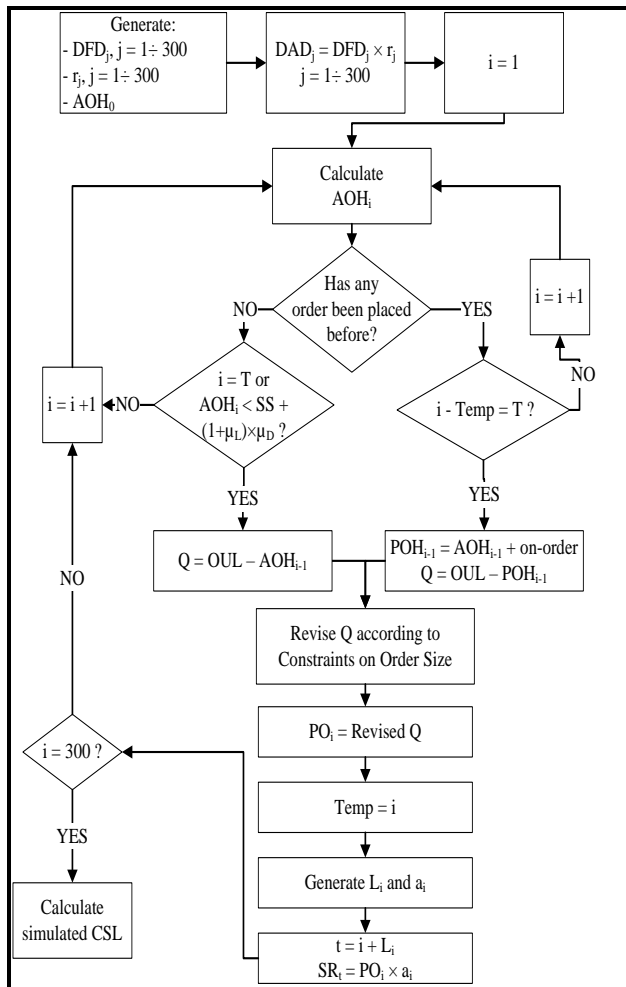 Generate:
- DFDj, j = 1÷ 300
- rj, j = 1÷ 300
- AOH0
DADj = DFDj × rj
j = 1÷ 300
i = 1
Calculate
AOHi
Has any
order been placed
before?
NO
YES
i = i +1
NO
i = T or
AOHi < SS +
(1+μL)×μD ?
i - Temp = T ?
i = i +1
NO
YES
YES
Q = OUL – AOHi-1
POHi-1 = AOHi-1 + on-order
Q = OUL – POHi-1
NO
Revise Q according to
Constraints on Order Size
POi = Revised Q
i = 300 ?
Temp = i
YES
Generate Li and ai
Calculate
simulated CSL
t = i + Li
SRt = POi × ai